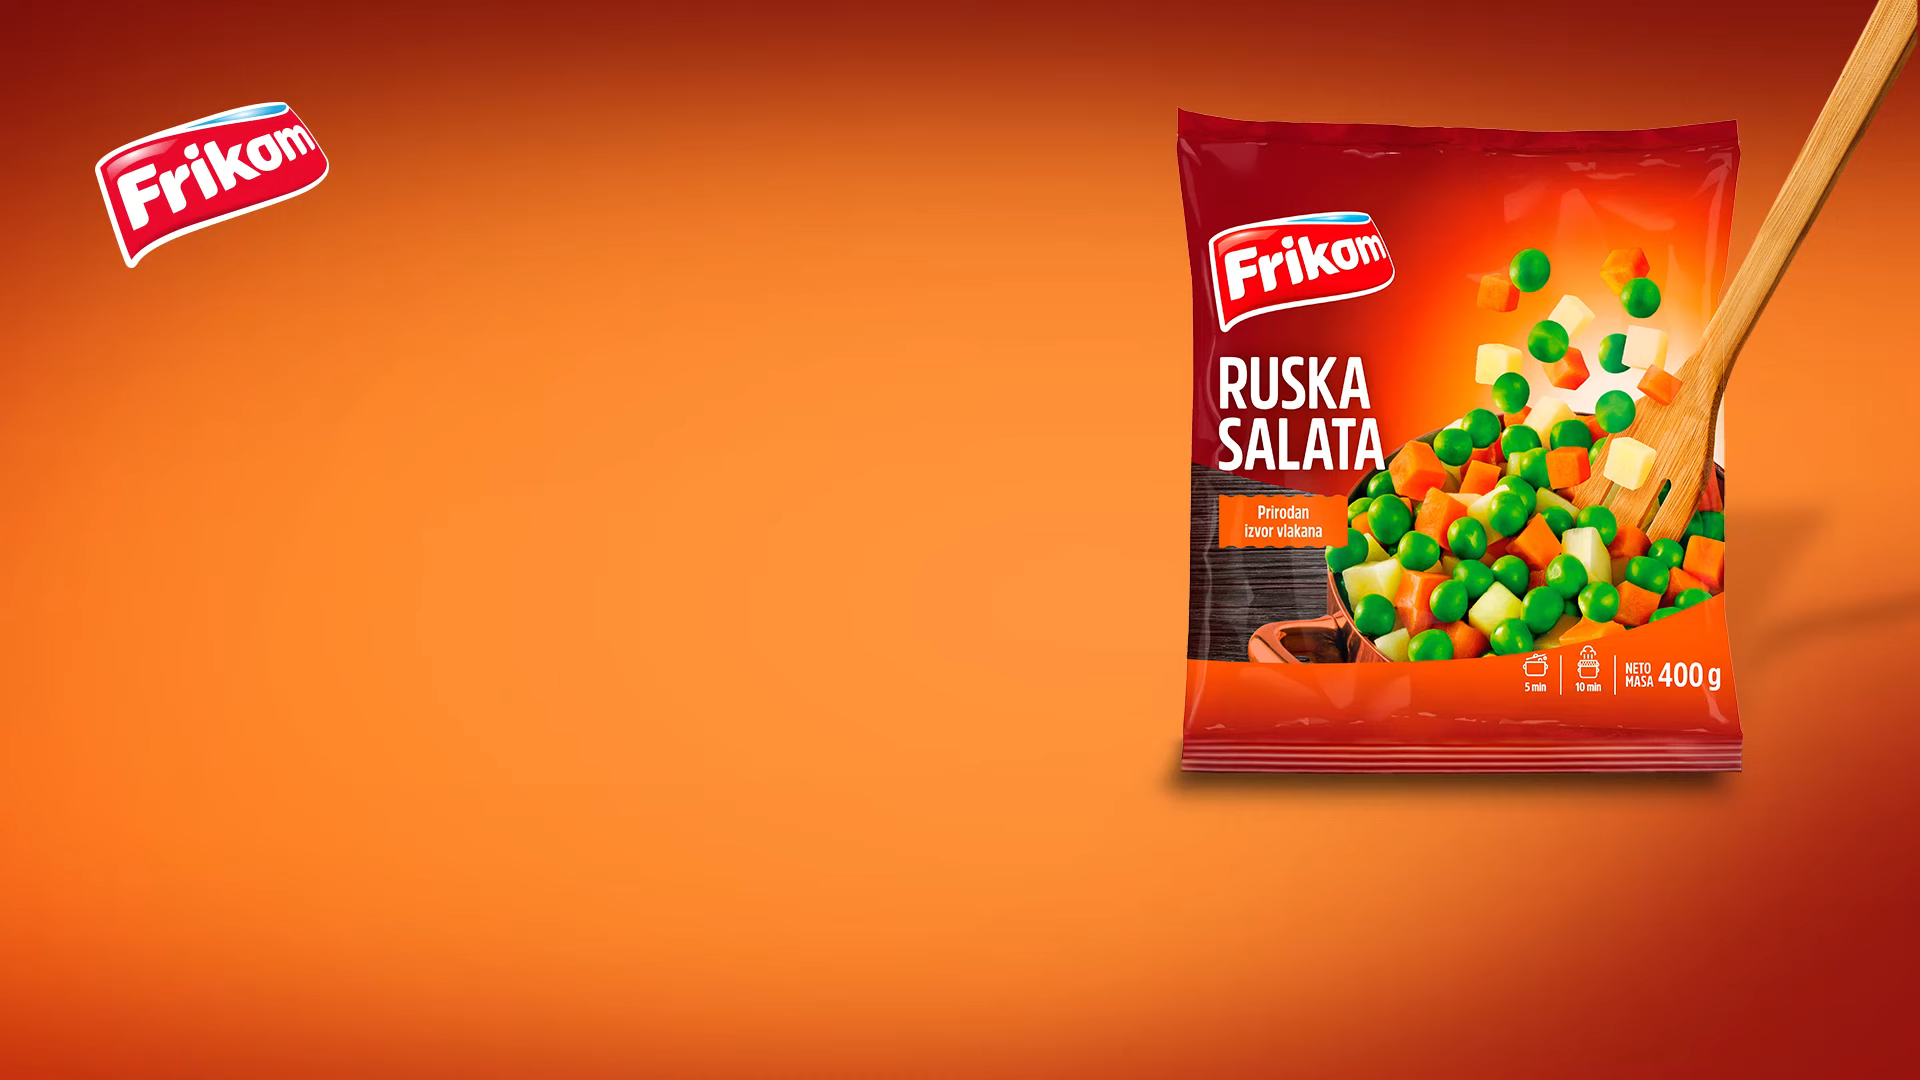 Frikom
Frikom
RUSKA
SALATA
Prirodan
izvor vlakana
5 min
10 min
NETO
MASA 400 g